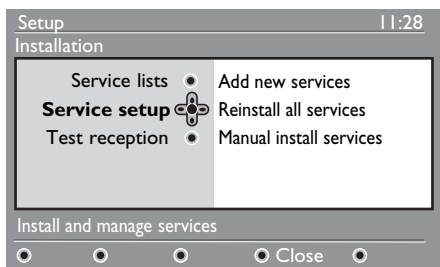 Setup 11:28
Installation
Service lists Add new services
Service setup Reinstall all services
Test reception Manual install services
Install and manage services
Close